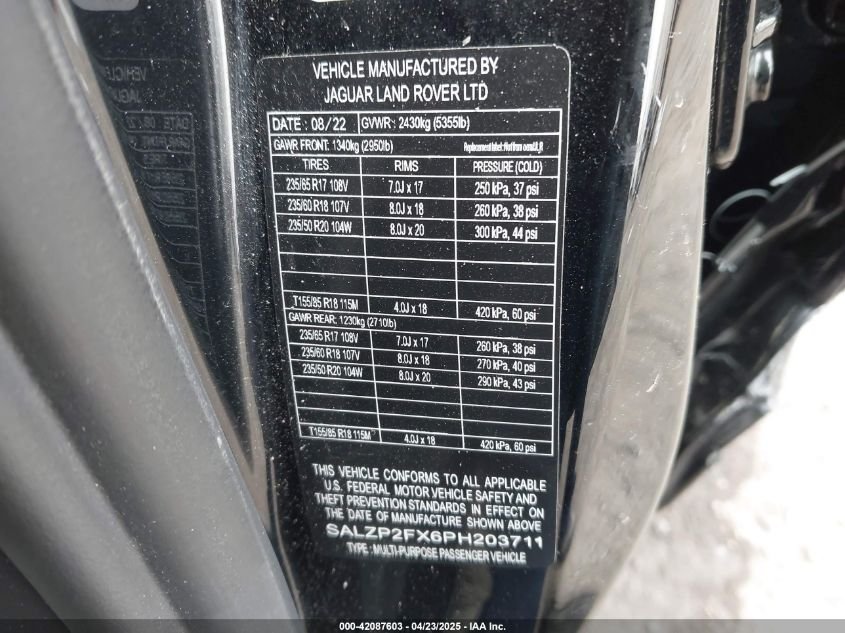 VEHICLE MANUFACTURED BY
JAGUAR LAND ROVER LTD
DATE : 08/22 GVWR : 2430kg (5355lb)
GAWR FRONT: 1340kg (2950lb) Replacement label: Not from oem
TIRES RIMS PRESSURE (COLD)
235/65 R17 108V 7.0J x 17 250 kPa, 37 psi
235/60 R18 107V 8.0J x 18 260 kPa, 38 psi
235/50 R20 104W 8.0J x 20 300 kPa, 44 psi
T155/85 R18 115M 4.0J x 18 420 kPa, 60 psi
GAWR REAR: 1230kg (2710lb)
235/65 R17 108V 7.0J x 17 260 kPa, 38 psi
235/60 R18 107V 8.0J x 18 270 kPa, 40 psi
235/50 R20 104W 8.0J x 20 290 kPa, 43 psi
T155/85 R18 115M 4.0J x 18 420 kPa, 60 psi
THIS VEHICLE CONFORMS TO ALL APPLICABLE
U.S. FEDERAL MOTOR VEHICLE SAFETY AND
THEFT PREVENTION STANDARDS IN EFFECT ON
THE DATE OF MANUFACTURE SHOWN ABOVE
SALZP2FX6PH203711
TYPE : MULTI-PURPOSE PASSENGER VEHICLE
000-42087603 - 04/23/2025 - IAA Inc.